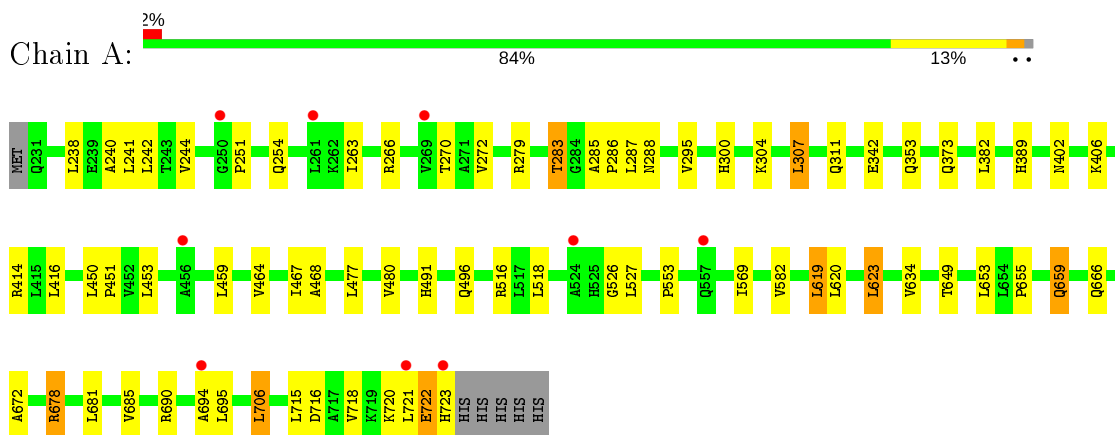 2%
Chain A:
84% 13% • •
MET Q231 L238 E239 A240 L241 L242 T243 V244 G250 P251 Q254 L261 K262 I263 R266 V269 T270 A271 V272 R279 T283 G284 A285 P286 L287 N288 V295 H300 K304 L307 Q311 E342 Q353 Q373 L382 H389 N402 K406
R414 L415 L416 L450 P451 V452 L453 A456 L459 V464 I467 A468 L477 V480 H491 Q496 R516 L517 L518 A524 H525 G526 L527 P553 Q557 I569 V582 L619 L620 L623 V634 T649 L653 L654 P655 Q659 Q666
A672 R678 L681 V685 R690 A694 L695 L706 L715 D716 A717 V718 K719 K720 L721 E722 H723 HIS HIS HIS HIS HIS